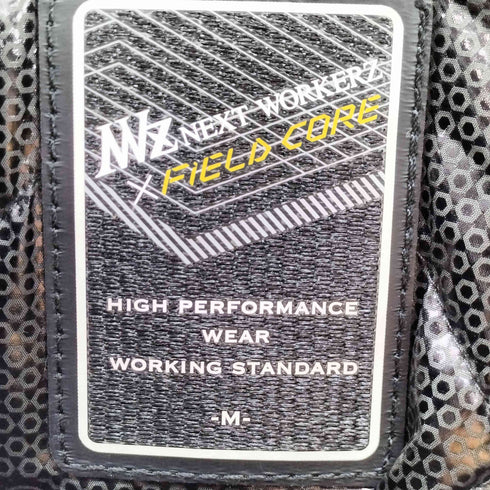 NWZ NEXT WORKERZ
× FiELD CORE
HIGH PERFORMANCE
WEAR
WORKING STANDARD
-M-